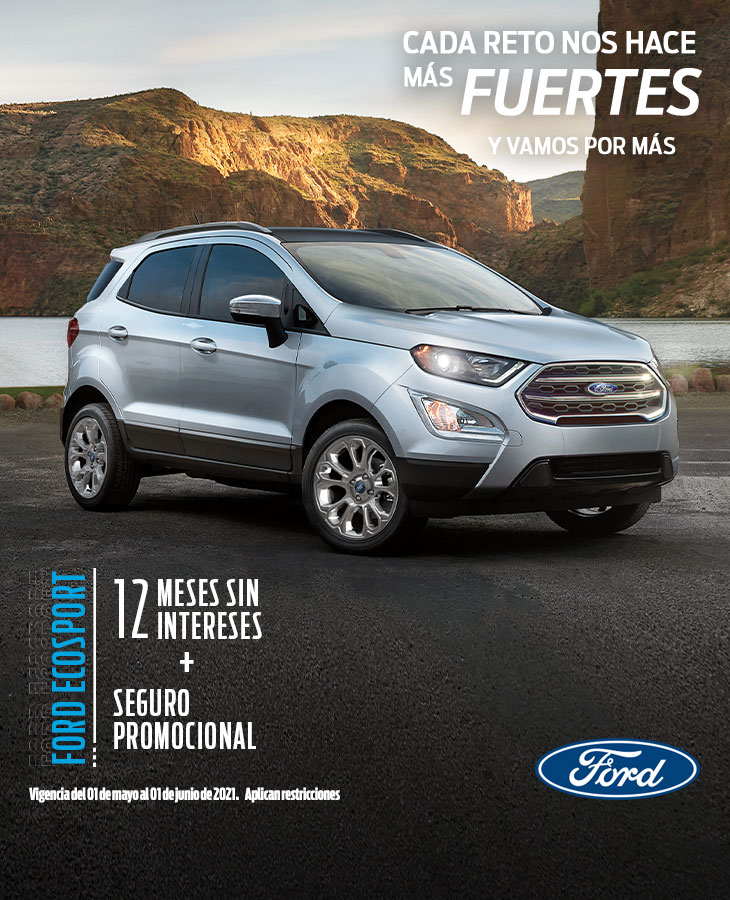 CADA RETO NOS HACE
MÁS FUERTES
Y VAMOS POR MÁS
Ford
FORD ECOSPORT
12 MESES SIN
INTERESES
+
SEGURO
PROMOCIONAL
Ford
Vigencia del 01 de mayo al 01 de junio de 2021. Aplican restricciones